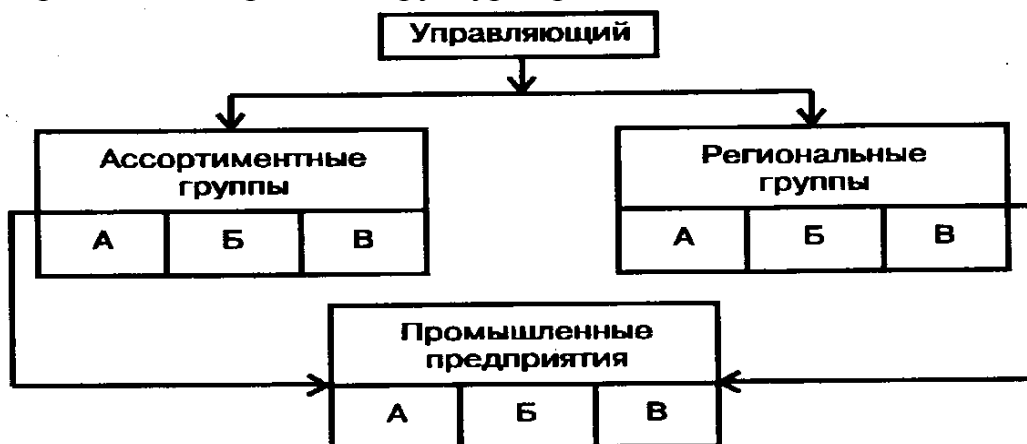 Управляющий
Ассортиментные
группы
А Б В
Региональные
группы
А Б В
Промышленные
предприятия
А Б В